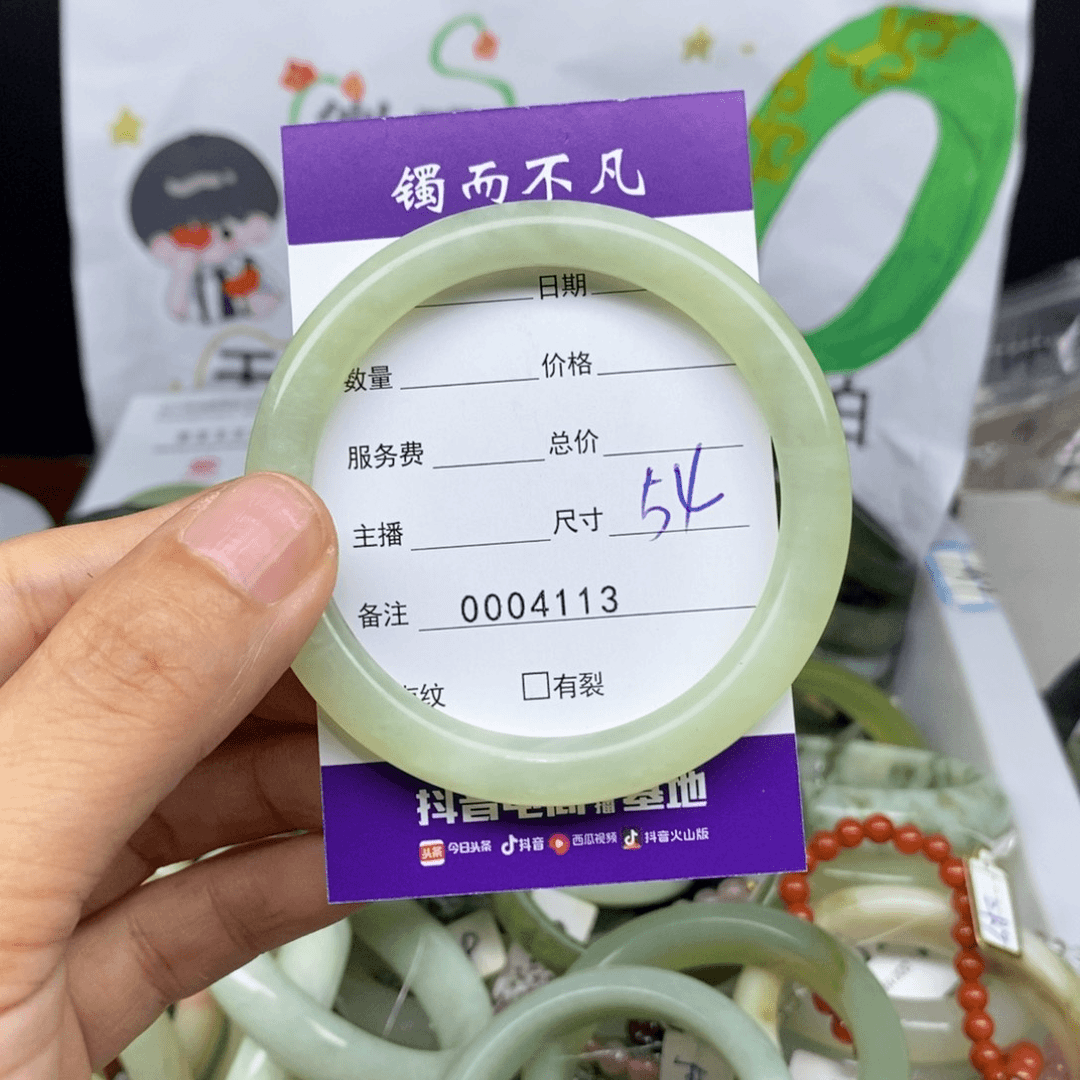 镯而不凡
日期
数量 价格
服务费 总价
主播 尺寸 54
备注 0004113
纹 □有裂
抖音电商直播基地
头条 今日头条 抖音 西瓜视频 抖音火山版